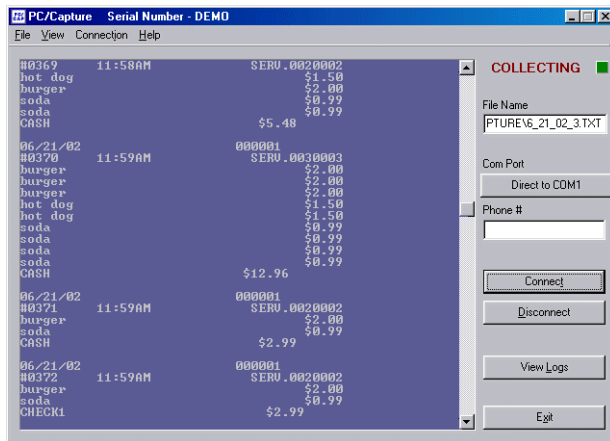 PC/Capture Serial Number - DEMO
File View Connection Help
#0369 11:58AM SERV.0020002
hot dog $1.50
burger $2.00
soda $0.99
soda $0.99
CASH $5.48
06/21/02 000001
#0370 11:59AM SERV.0030003
burger $2.00
burger $2.00
burger $2.00
hot dog $1.50
hot dog $1.50
soda $0.99
soda $0.99
soda $0.99
soda $0.99
CASH $12.96
06/21/02 000001
#0371 11:59AM SERV.0020002
burger $2.00
soda $0.99
CASH $2.99
06/21/02 000001
#0372 11:59AM SERV.0020002
burger $2.00
soda $0.99
CHECK1 $2.99
COLLECTING
File Name
PTURE\6_21_02_3.TXT
Com Port
Direct to COM1
Phone #
Connect
Disconnect
View Logs
Exit